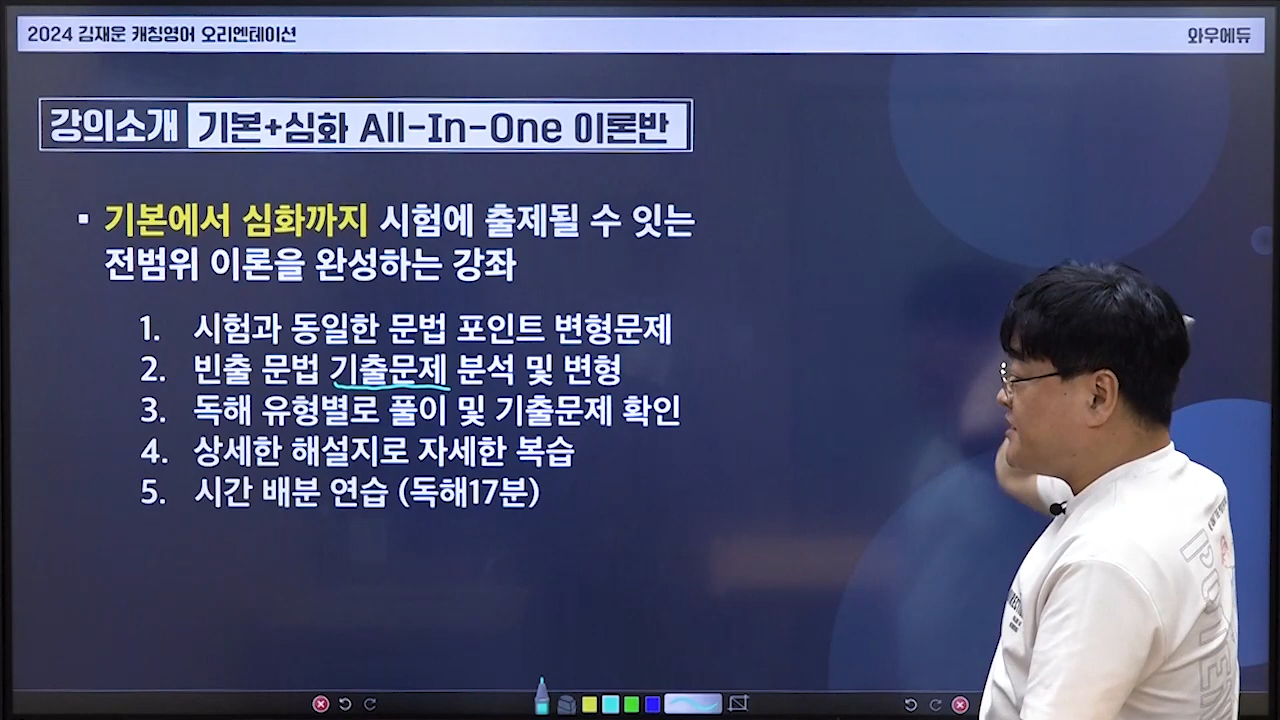 2024 김재운 캐칭영어 오리엔테이션
와우에듀
강의소개 기본+심화 All-In-One 이론반
▪ 기본에서 심화까지 시험에 출제될 수 잇는
전범위 이론을 완성하는 강좌
1. 시험과 동일한 문법 포인트 변형문제
2. 빈출 문법 기출문제 분석 및 변형
3. 독해 유형별로 풀이 및 기출문제 확인
4. 상세한 해설지로 자세한 복습
5. 시간 배분 연습 (독해17분)